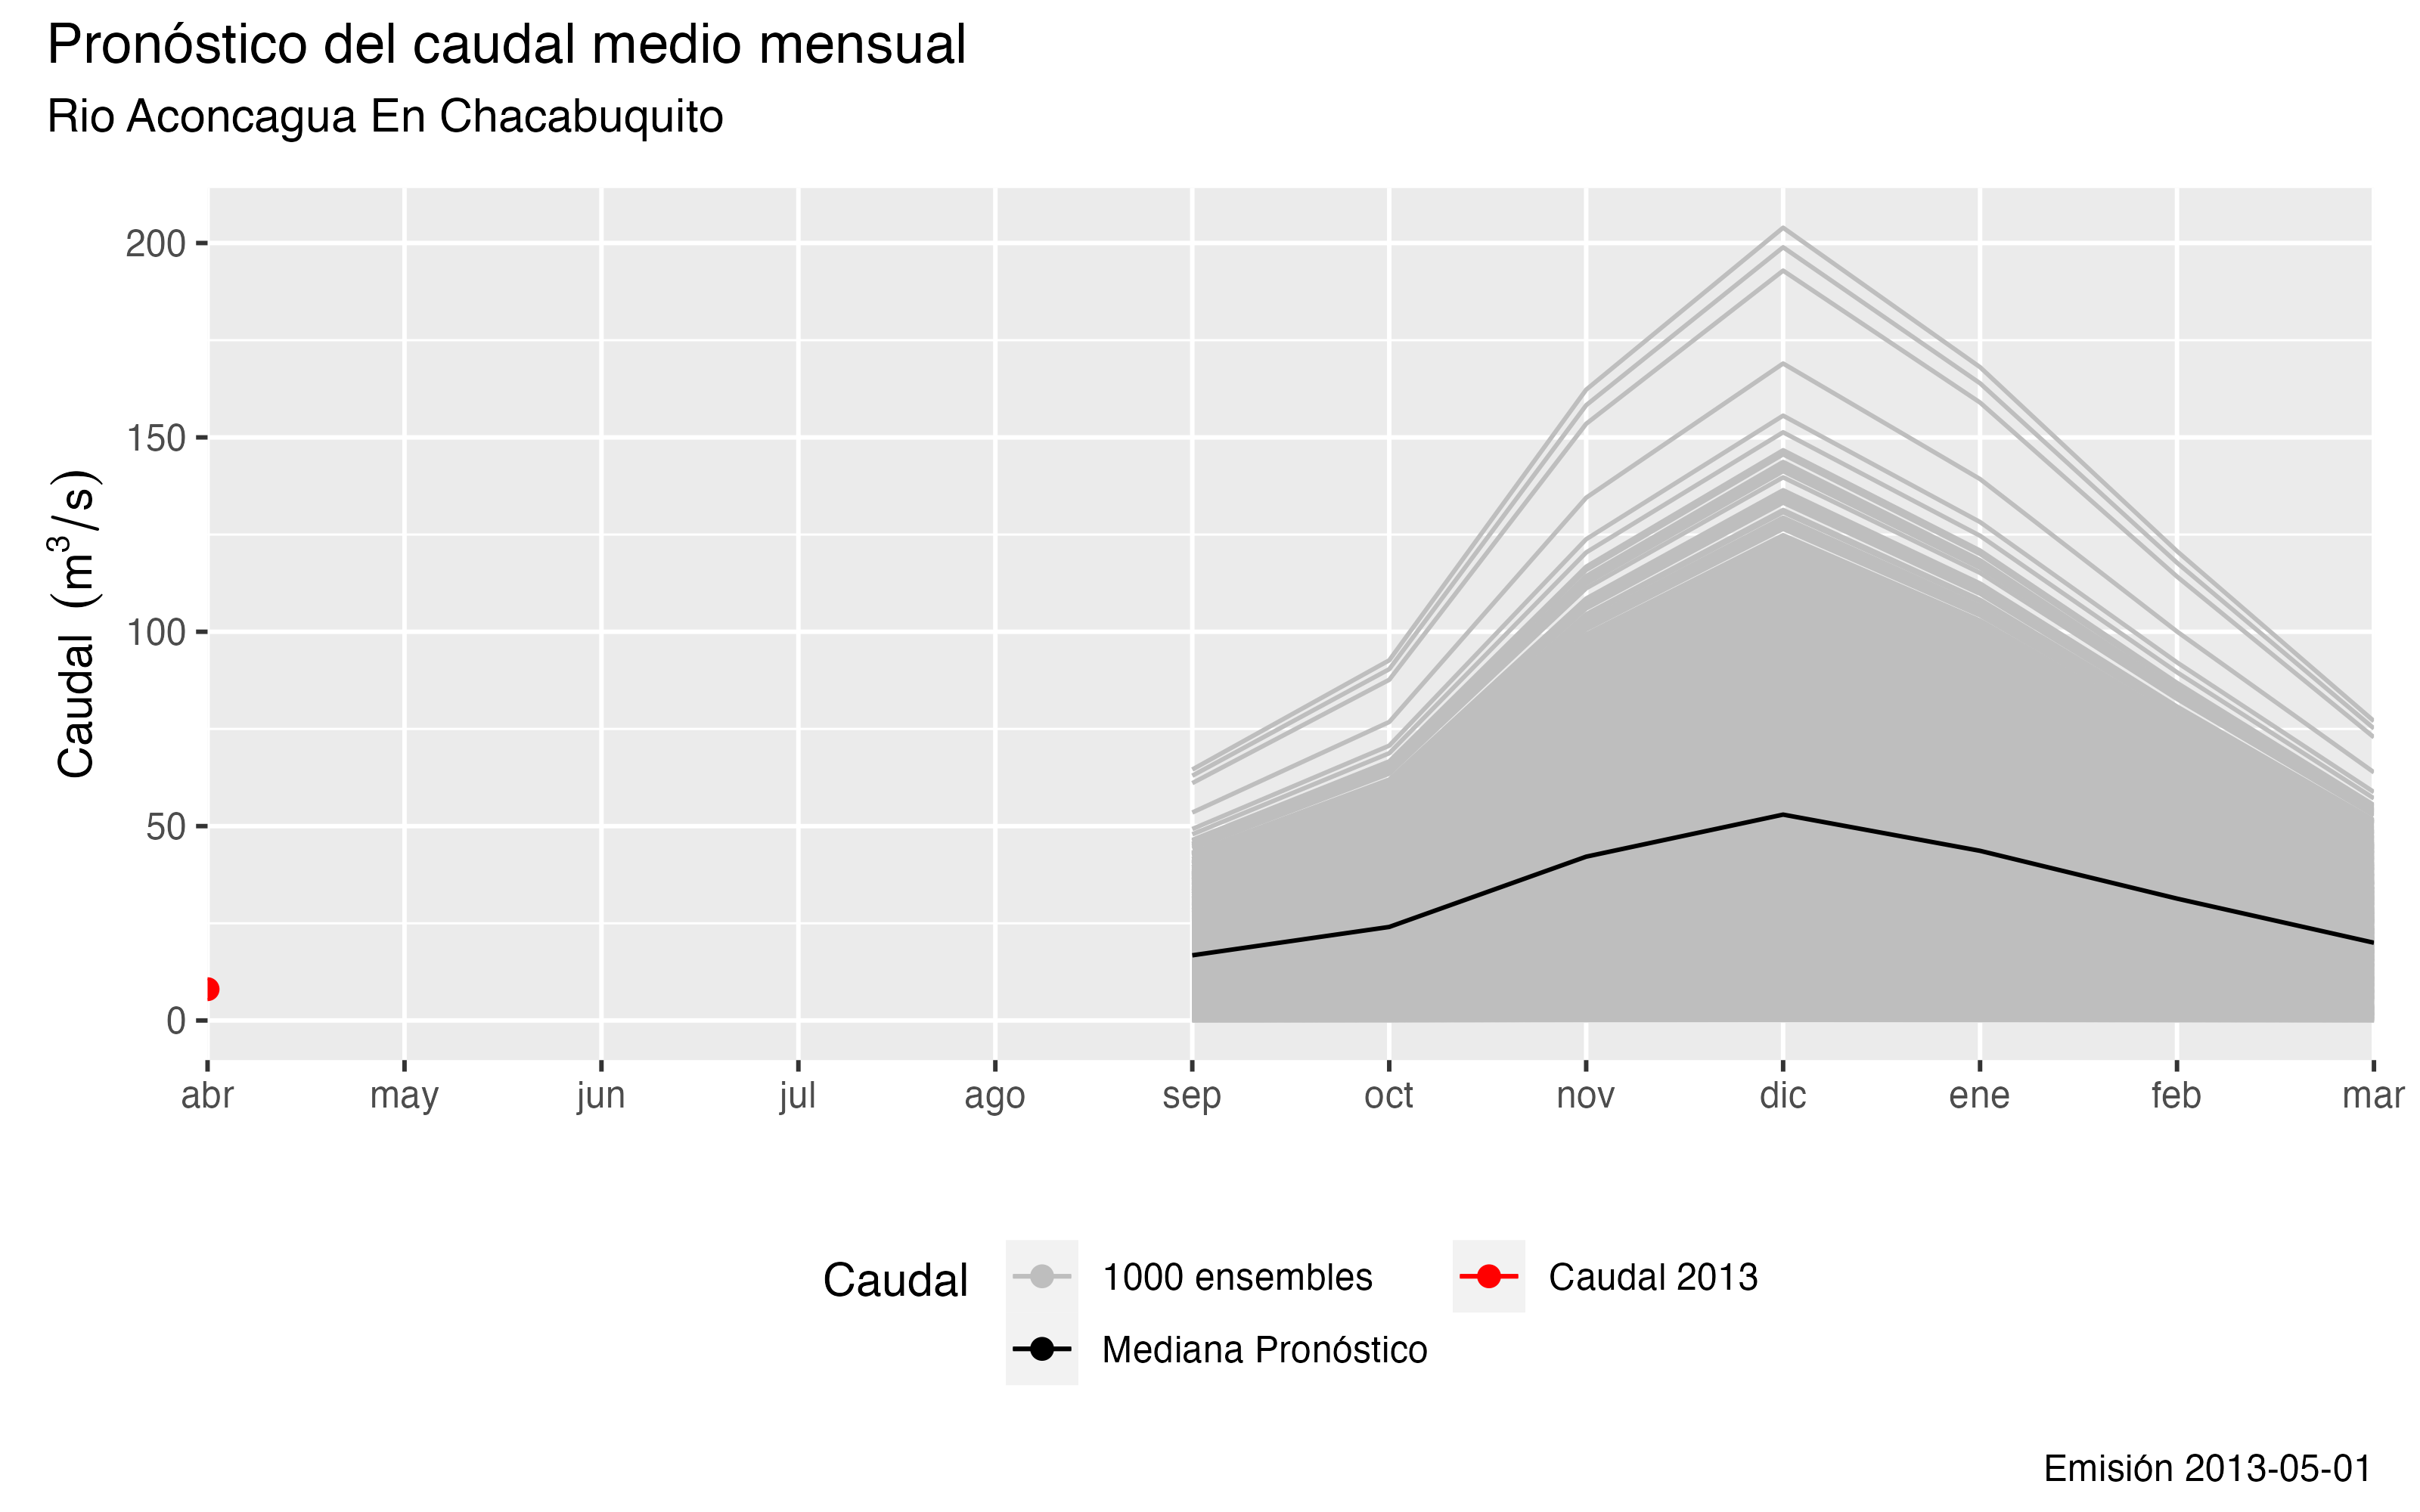 Pronóstico del caudal medio mensual
Rio Aconcagua En Chacabuquito
Caudal (m³/s)
200
150
100
50
0
abr may jun jul ago sep oct nov dic ene feb mar
Caudal
1000 ensembles
Caudal 2013
Mediana Pronóstico
Emisión 2013-05-01